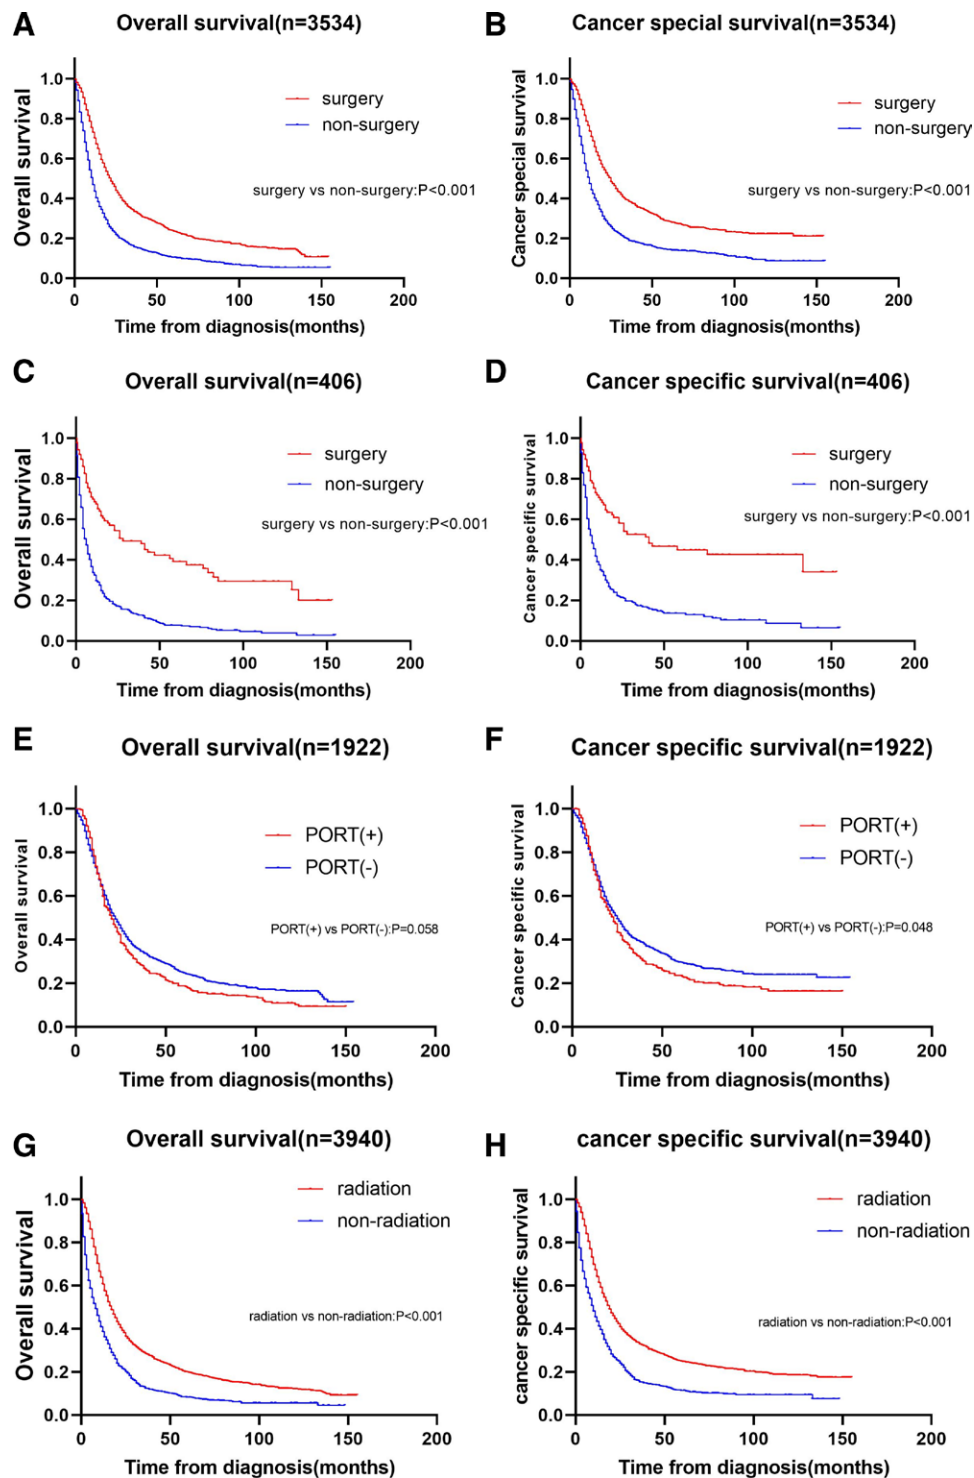 A Overall survival(n=3534)
1.0
0.8
0.6
0.4
0.2
0.0
0 50 100 150 200
Overall survival
Time from diagnosis(months)
surgery
non-surgery
surgery vs non-surgery:P<0.001
B Cancer special survival(n=3534)
1.0
0.8
0.6
0.4
0.2
0.0
0 50 100 150 200
Cancer special survival
Time from diagnosis(months)
surgery
non-surgery
surgery vs non-surgery:P<0.001
C Overall survival(n=406)
1.0
0.8
0.6
0.4
0.2
0.0
0 50 100 150 200
Overall survival
Time from diagnosis(months)
surgery
non-surgery
surgery vs non-surgery:P<0.001
D Cancer specific survival(n=406)
1.0
0.8
0.6
0.4
0.2
0.0
0 50 100 150 200
Cancer specific survival
Time from diagnosis(months)
surgery
non-surgery
surgery vs non-surgery:P<0.001
E Overall survival(n=1922)
1.0
0.8
0.6
0.4
0.2
0.0
0 50 100 150 200
Overall survival
Time from diagnosis(months)
PORT(+)
PORT(-)
PORT(+) vs PORT(-):P=0.058
F Cancer specific survival(n=1922)
1.0
0.8
0.6
0.4
0.2
0.0
0 50 100 150 200
Cancer specific survival
Time from diagnosis(months)
PORT(+)
PORT(-)
PORT(+) vs PORT(-):P=0.048
G Overall survival(n=3940)
1.0
0.8
0.6
0.4
0.2
0.0
0 50 100 150 200
Overall survival
Time from diagnosis(months)
radiation
non-radiation
radiation vs non-radiation:P<0.001
H cancer specific survival(n=3940)
1.0
0.8
0.6
0.4
0.2
0.0
0 50 100 150 200
cancer specific survival
Time from diagnosis(months)
radiation
non-radiation
radiation vs non-radiation:P<0.001